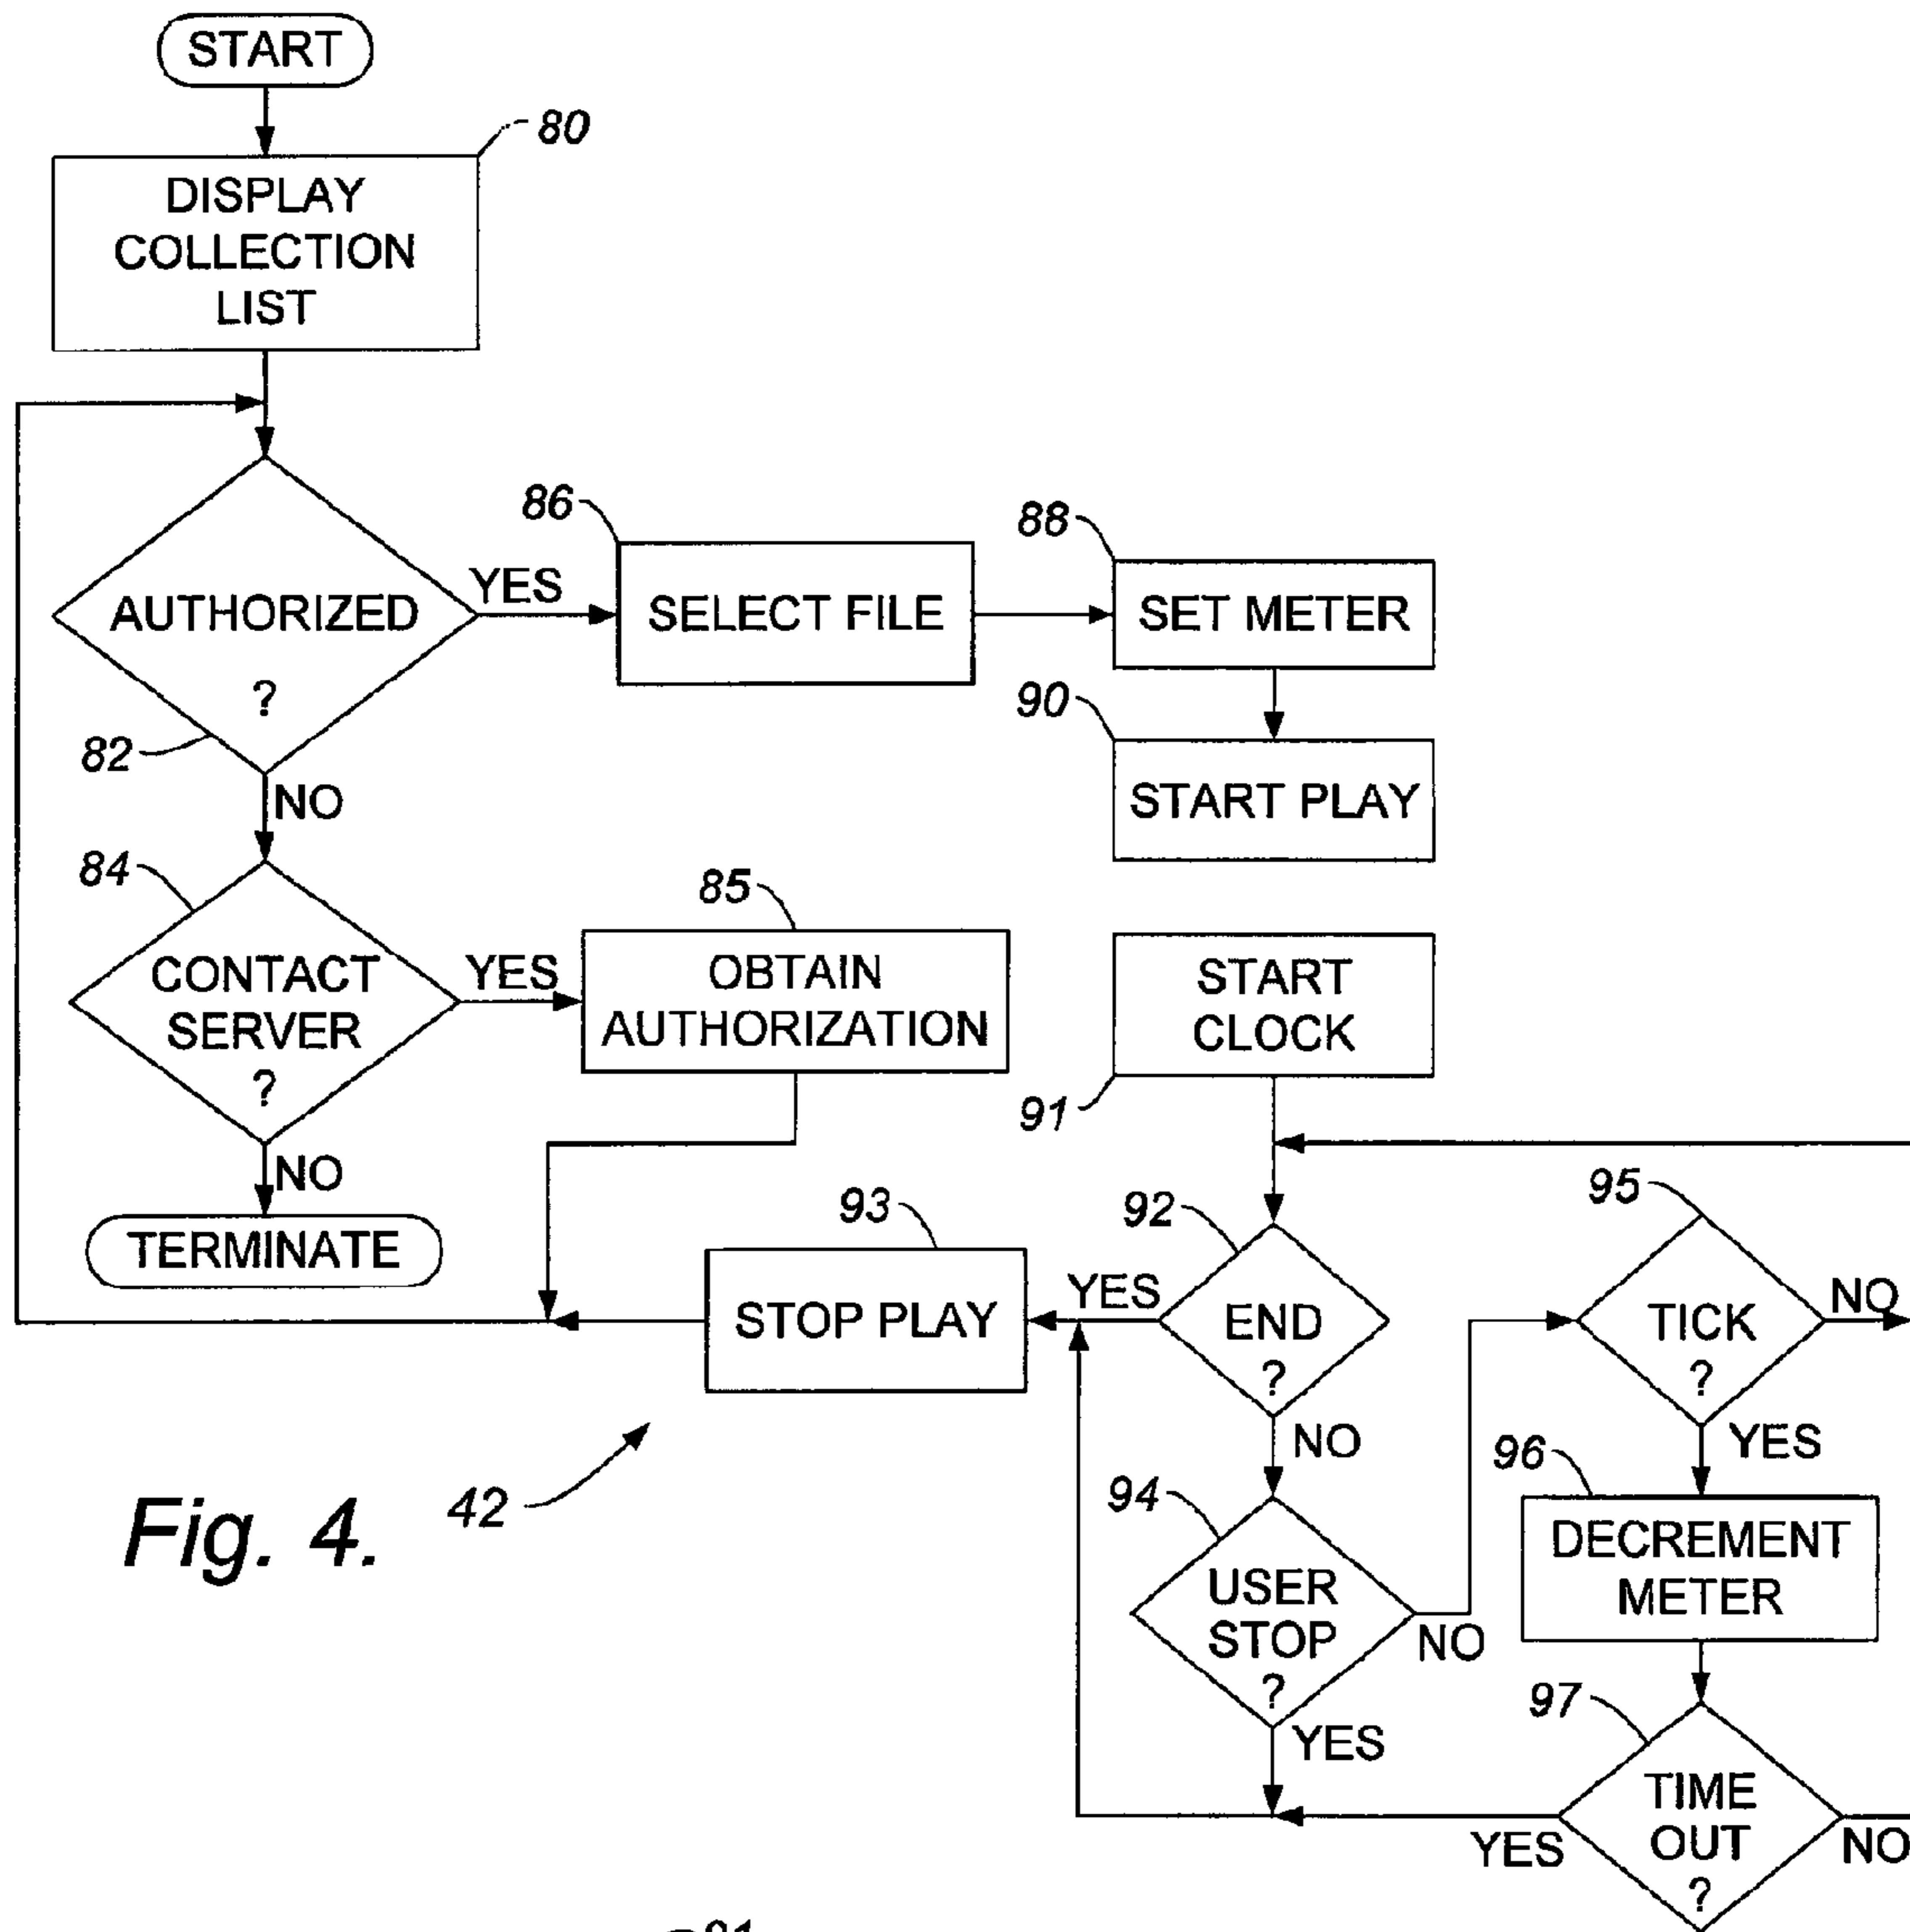 START
80
DISPLAY
COLLECTION
LIST
AUTHORIZED
?
82
YES
86
SELECT FILE
88
SET METER
90
START PLAY
NO
84
CONTACT
SERVER
?
YES
85
OBTAIN
AUTHORIZATION
START
CLOCK
91
NO
TERMINATE
93
STOP PLAY
YES
92
END
?
95
TICK
?
NO
NO
YES
96
DECREMENT
METER
94
USER
STOP
?
NO
YES
97
TIME
OUT
?
YES
NO
Fig. 4.
42
81